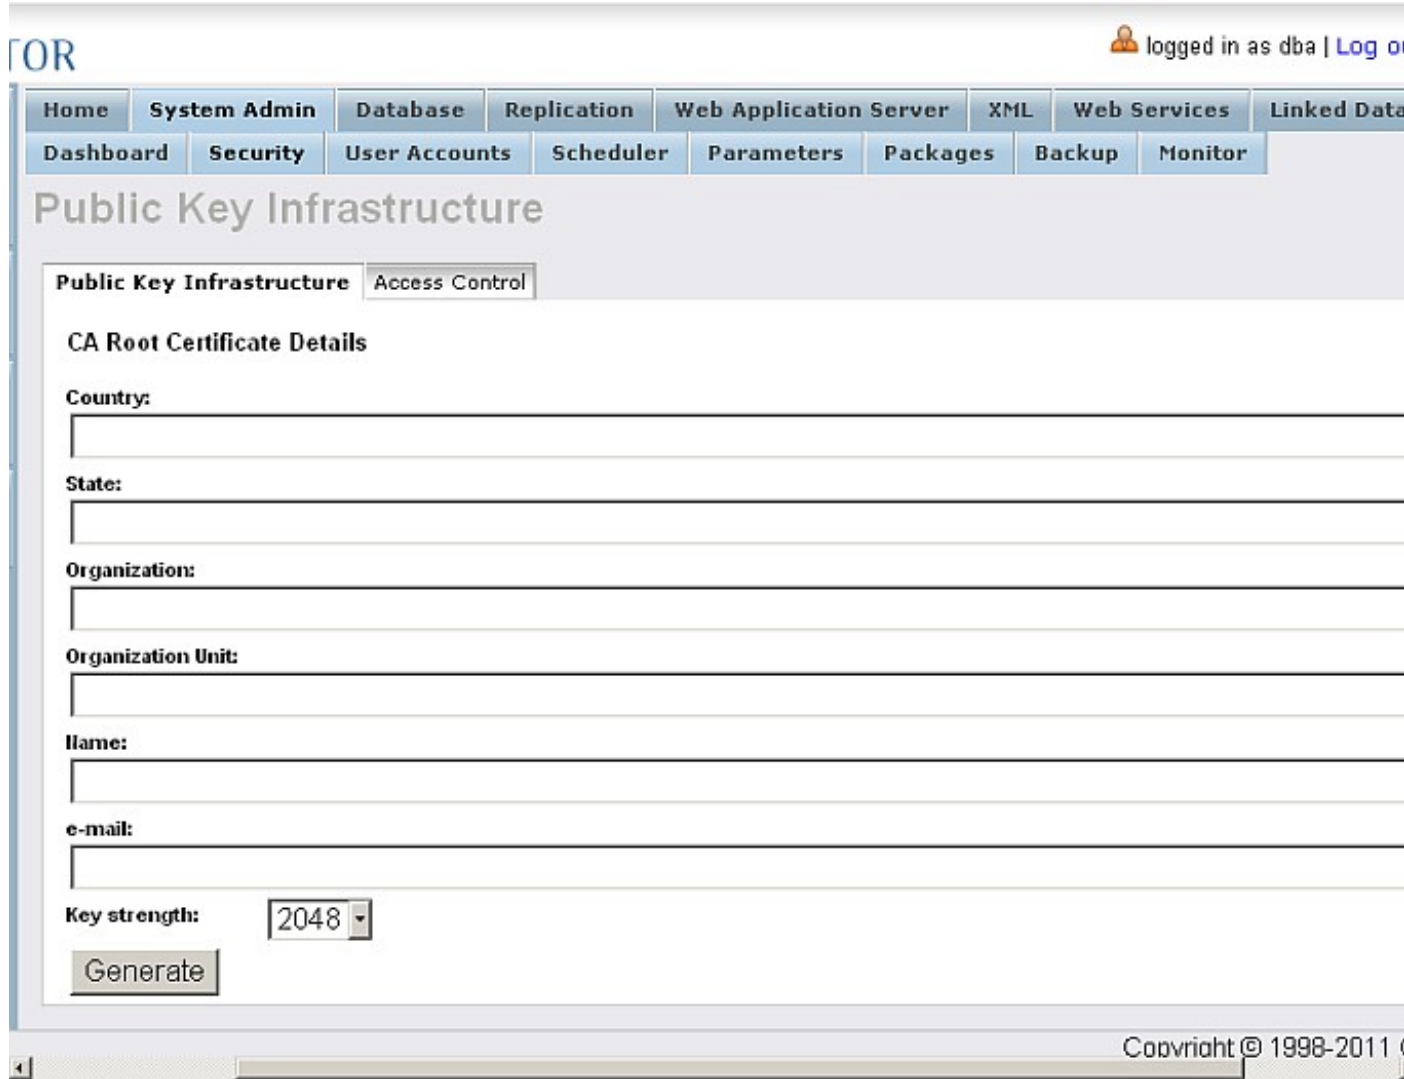 TOR
logged in as dba | Log
Home System Admin Database Replication Web Application Server XML Web Services Linked Data
Dashboard Security User Accounts Scheduler Parameters Packages Backup Monitor
Public Key Infrastructure
Public Key Infrastructure Access Control
CA Root Certificate Details
Country:
State:
Organization:
Organization Unit:
Name:
e-mail:
Key strength: 2048
Generate
Copyright © 1998-2011